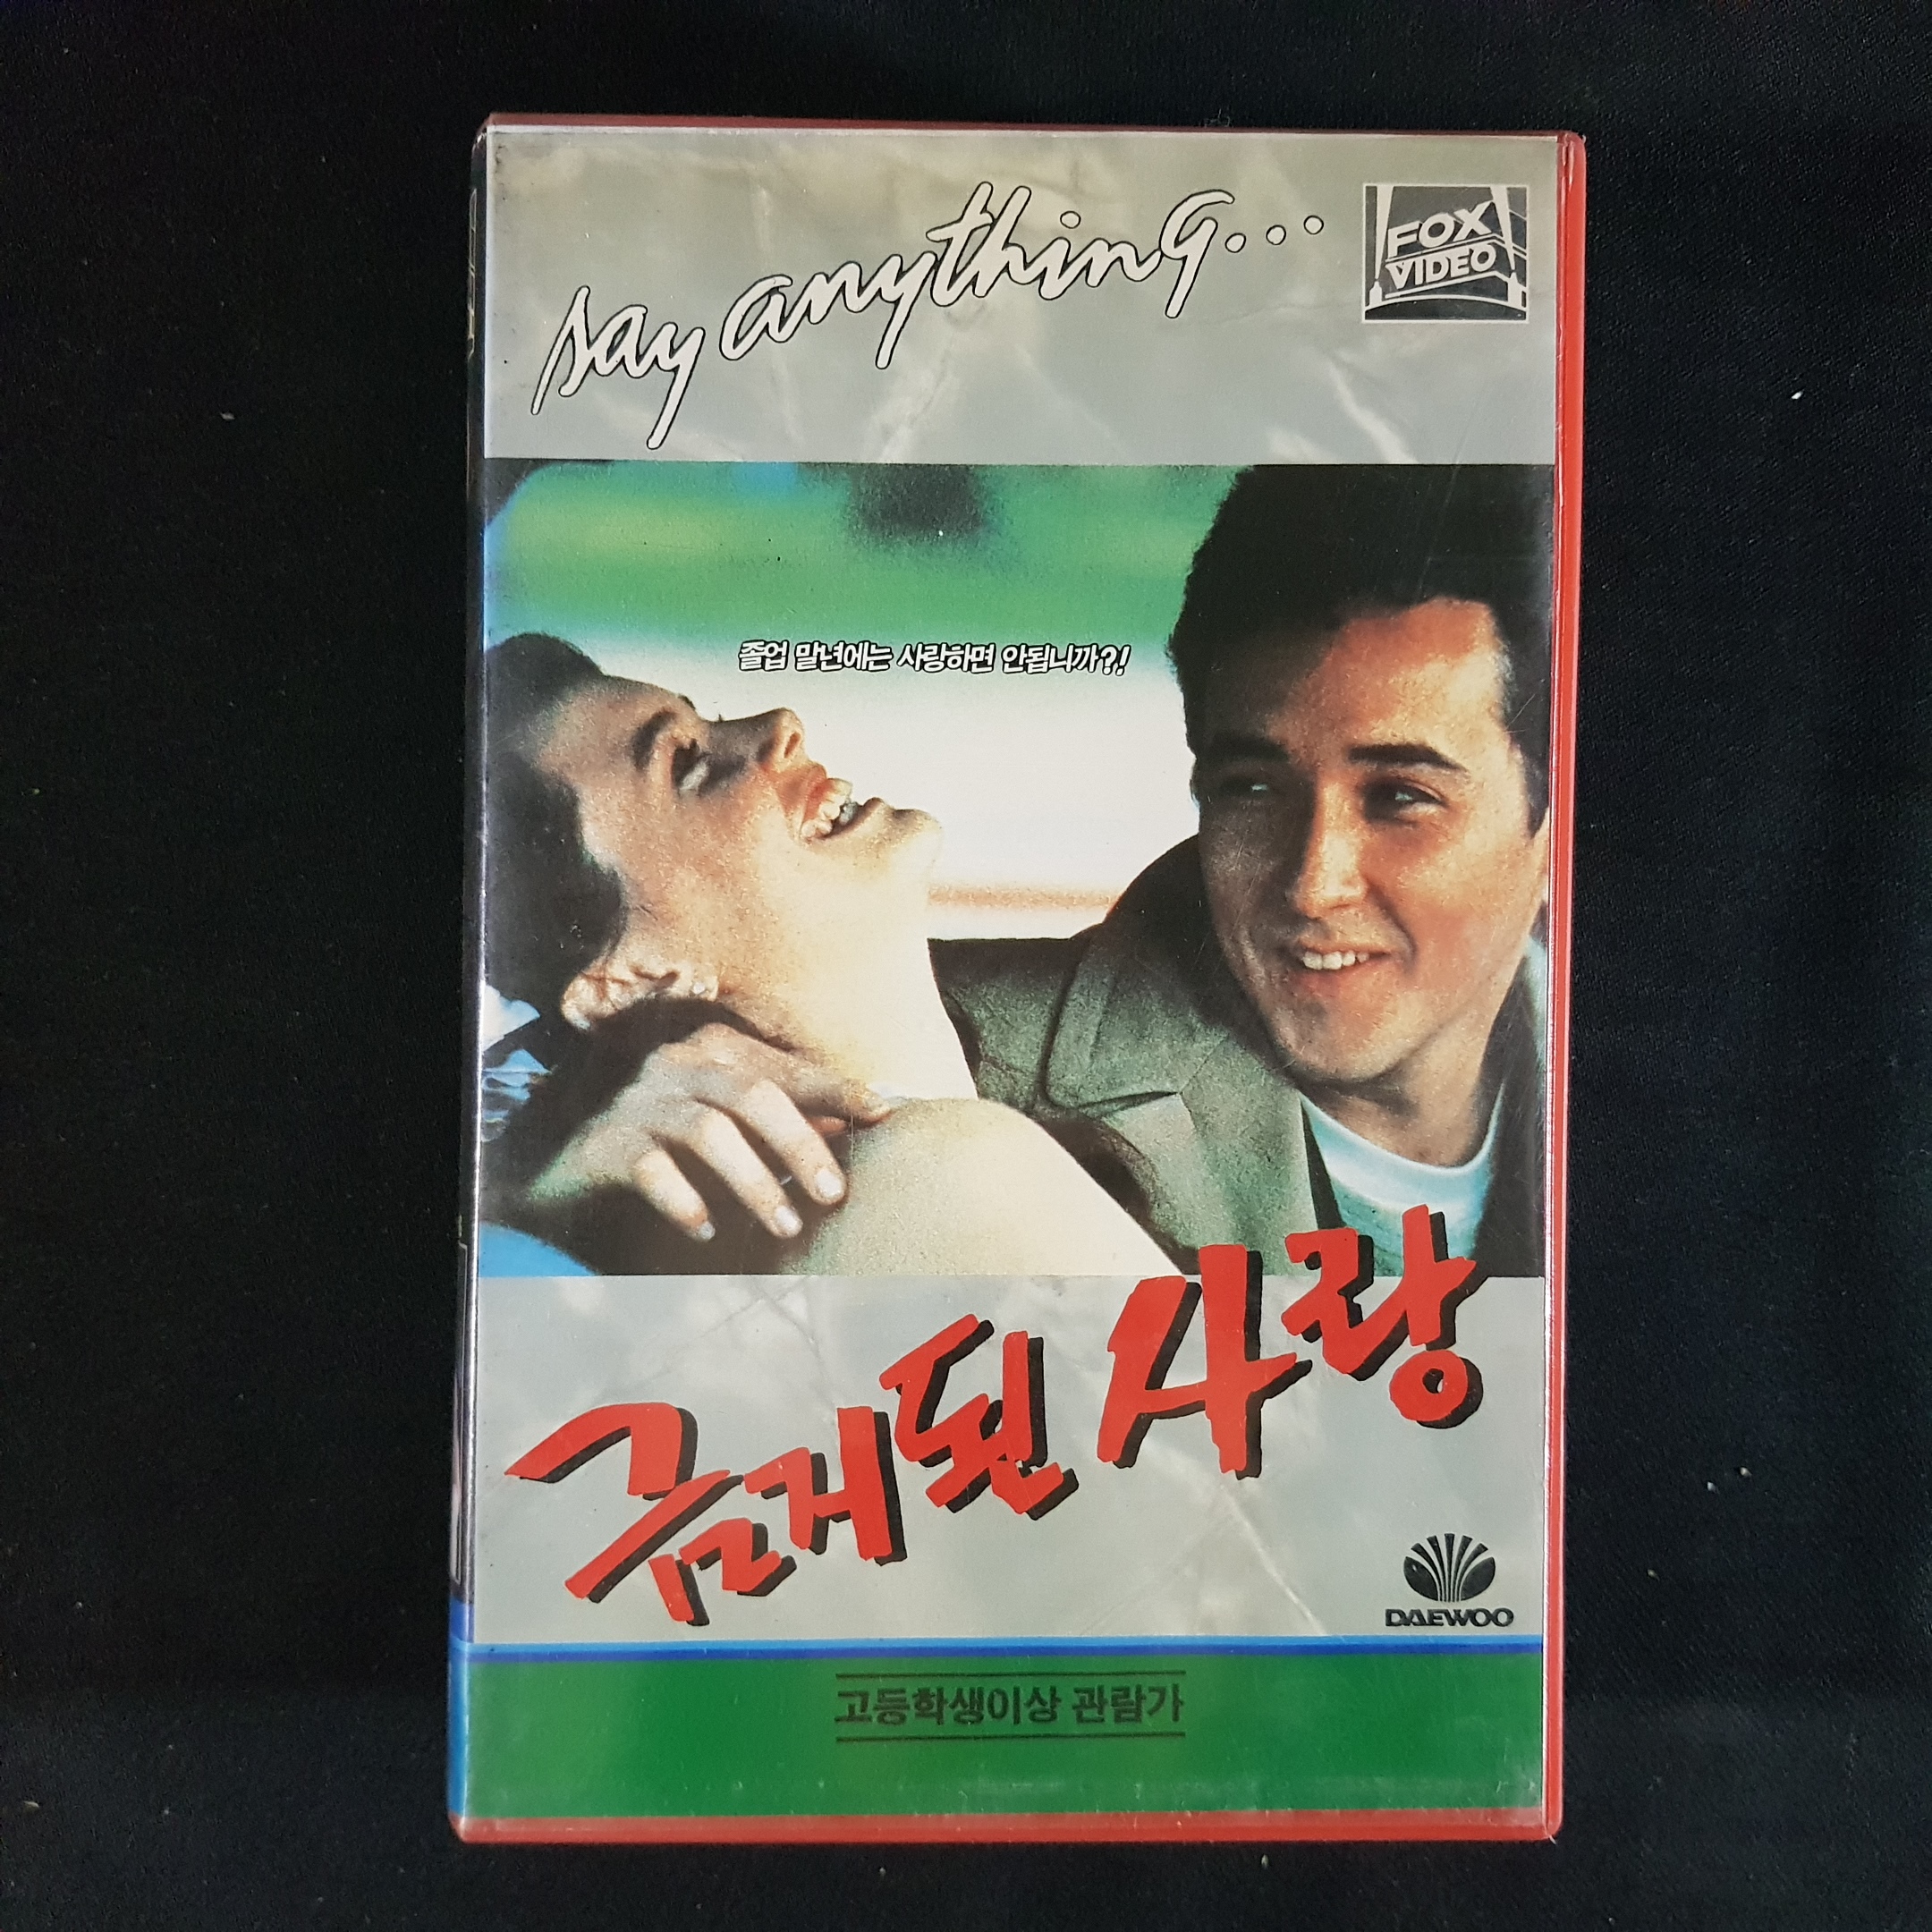 say anything...
FOX
VIDEO
졸업 말년에는 사랑하면 안됩니까?!
금지된 사랑
DAEWOO
고등학생이상 관람가